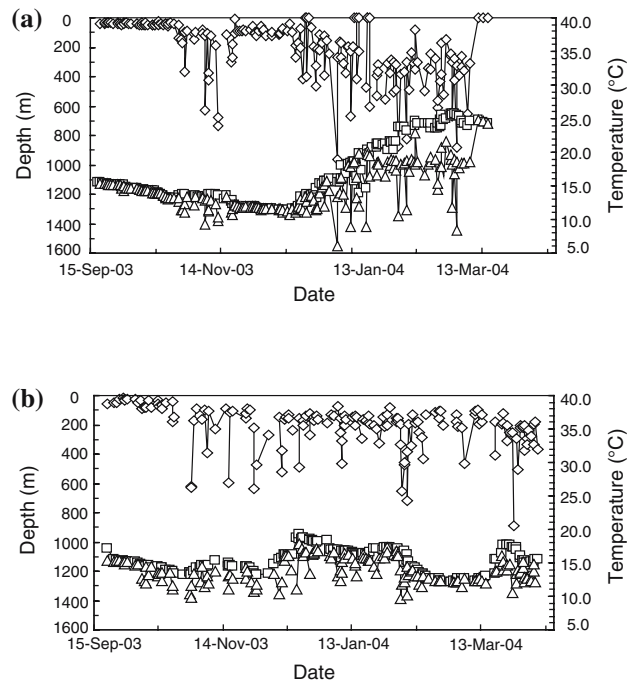 (a)
0
200
400
600
800
1000
1200
1400
1600
Depth (m)
40.0
35.0
30.0
25.0
20.0
15.0
10.0
5.0
Temperature (°C)
15-Sep-03
14-Nov-03
13-Jan-04
13-Mar-04
Date
(b)
0
200
400
600
800
1000
1200
1400
1600
Depth (m)
40.0
35.0
30.0
25.0
20.0
15.0
10.0
5.0
Temperature (°C)
15-Sep-03
14-Nov-03
13-Jan-04
13-Mar-04
Date